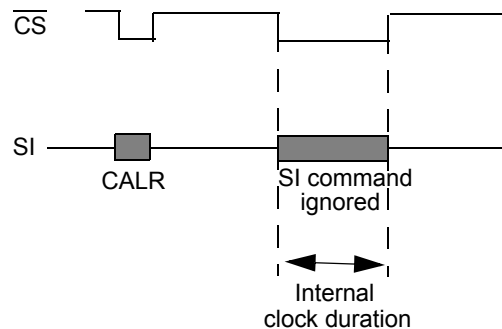 CS
SI
CALR
SI command
ignored
Internal
clock duration